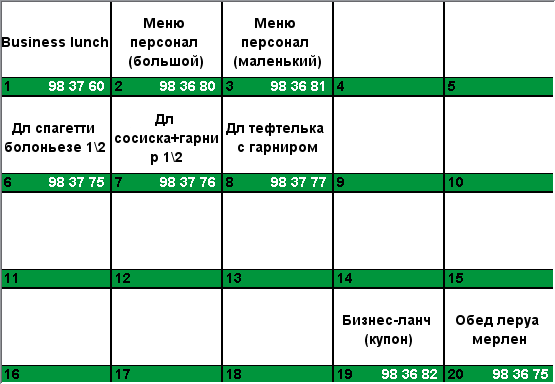 Business lunch
Меню
персонал
(большой)
Меню
персонал
(маленький)
1 98 37 60
2 98 36 80
3 98 36 81
4
5
Дл спагетти
болоньезе 1\2
Дл
сосиска+гарни
р 1\2
Дл тефтелька
с гарниром
6 98 37 75
7 98 37 76
8 98 37 77
9
10
11
12
13
14
15
Бизнес-ланч
(купон)
Обед леруа
мерлен
16
17
18
19 98 36 82
20 98 36 75